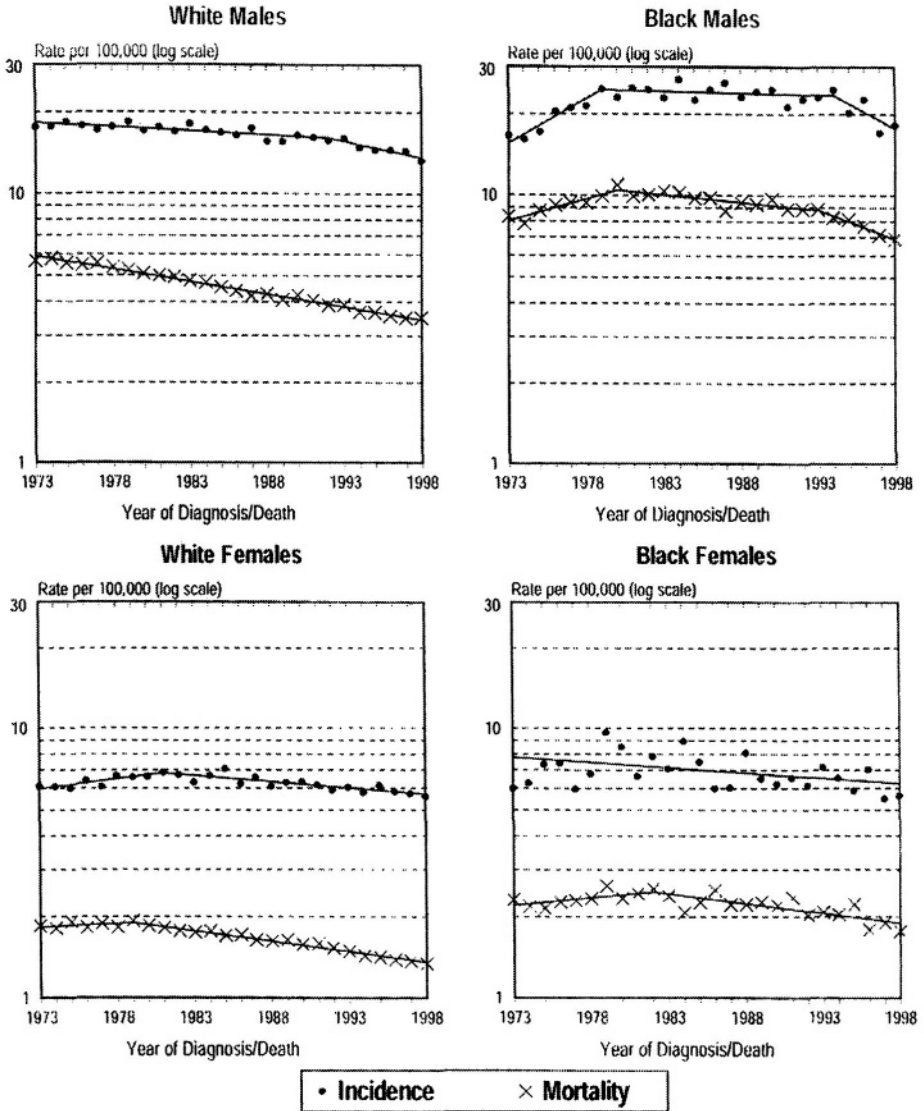 White Males
Rate per 100,000 (log scale)
30
10
1
1973 1978 1983 1988 1993 1998
Year of Diagnosis/Death
Black Males
Rate per 100,000 (log scale)
30
10
1
1973 1978 1983 1988 1993 1998
Year of Diagnosis/Death
White Females
Rate per 100,000 (log scale)
30
10
1
1973 1978 1983 1988 1993 1998
Year of Diagnosis/Death
Black Females
Rate per 100,000 (log scale)
30
10
1
1973 1978 1983 1988 1993 1998
Year of Diagnosis/Death
Incidence Mortality